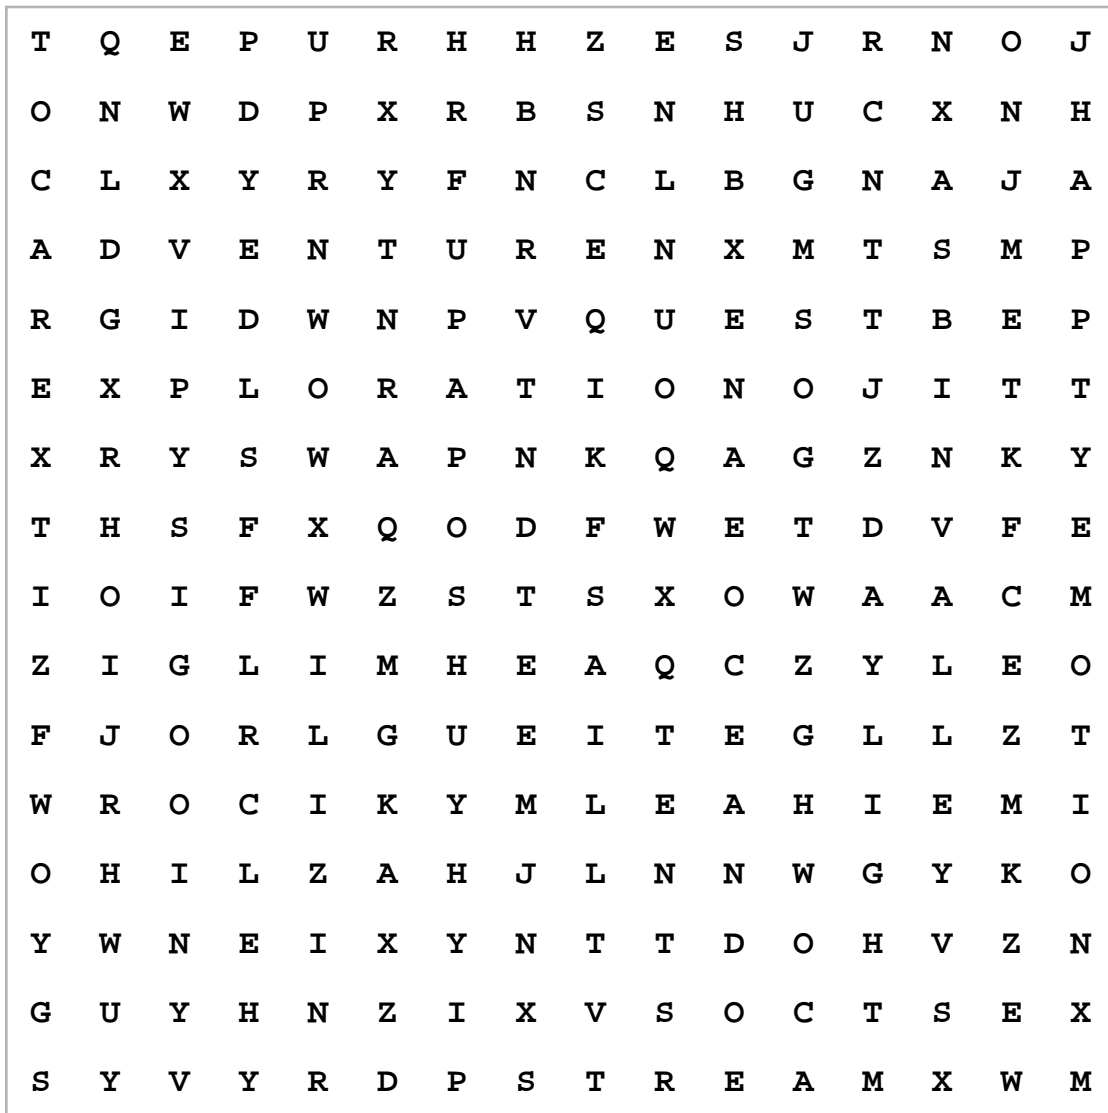 T Q E P U R H H Z E S J R N O J
O N W D P X R B S N H U C X N H
C L X Y R Y F N C L B G N A J A
A D V E N T U R E N X M T S M P
R G I D W N P V Q U E S T B E P
E X P L O R A T I O N O J I T T
X R Y S W A P N K Q A G Z N K Y
T H S F X Q O D F W E T D V F E
I O I F W Z S T S X O W A A C M
Z I G L I M H E A Q C Z Y L E O
F J O R L G U E I T E G L L Z T
W R O C I K Y M L E A H I E M I
O H I L Z A H J L N N W G Y K O
Y W N E I X Y N T T D O H V Z N
G U Y H N Z I X V S O C T S E X
S Y V Y R D P S T R E A M X W M